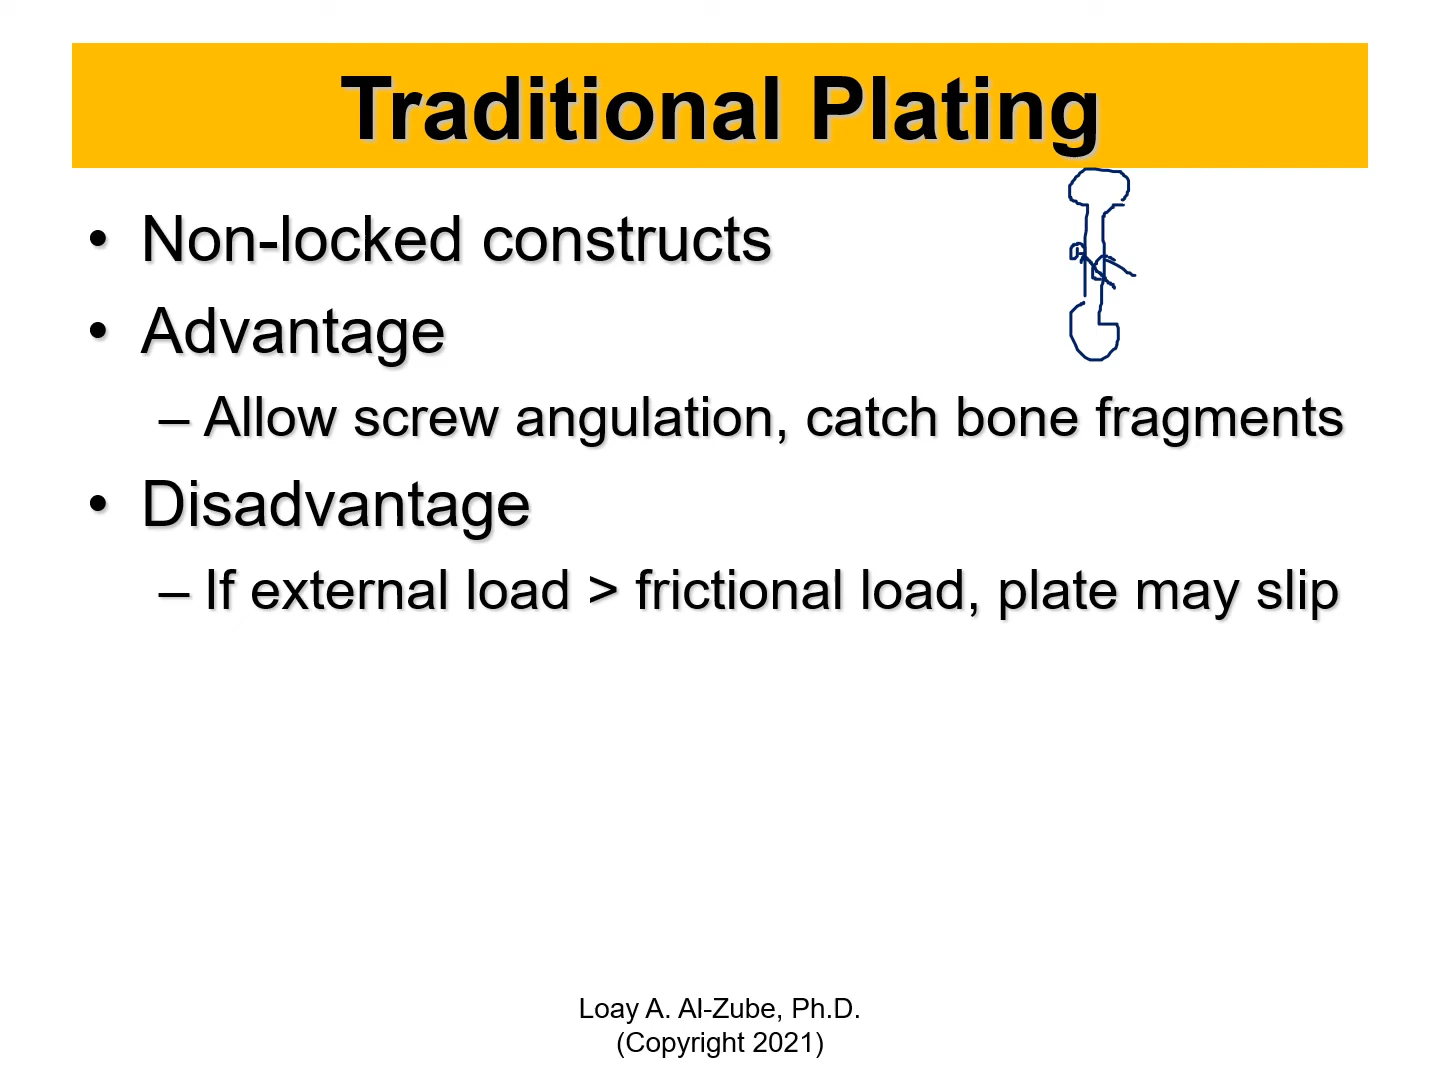 Traditional Plating
• Non-locked constructs
• Advantage
– Allow screw angulation, catch bone fragments
• Disadvantage
– If external load > frictional load, plate may slip
Loay A. Al-Zube, Ph.D.
(Copyright 2021)